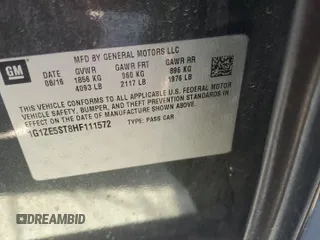 GM
MFD BY GENERAL MOTORS LLC
DATE GVWR GAWR FRT GAWR RR
08/16 1856 KG 960 KG 896 KG
4093 LB 2117 LB 1976 LB
THIS VEHICLE CONFORMS TO ALL APPLICABLE U.S. FEDERAL MOTOR VEHICLE
SAFETY, BUMPER, AND THEFT PREVENTION STANDARDS IN
EFFECT ON THE DATE OF MANUFACTURE SHOWN ABOVE.
1G1ZE5ST8HF111572 TYPE: PASS CAR
DREAMBID.COM